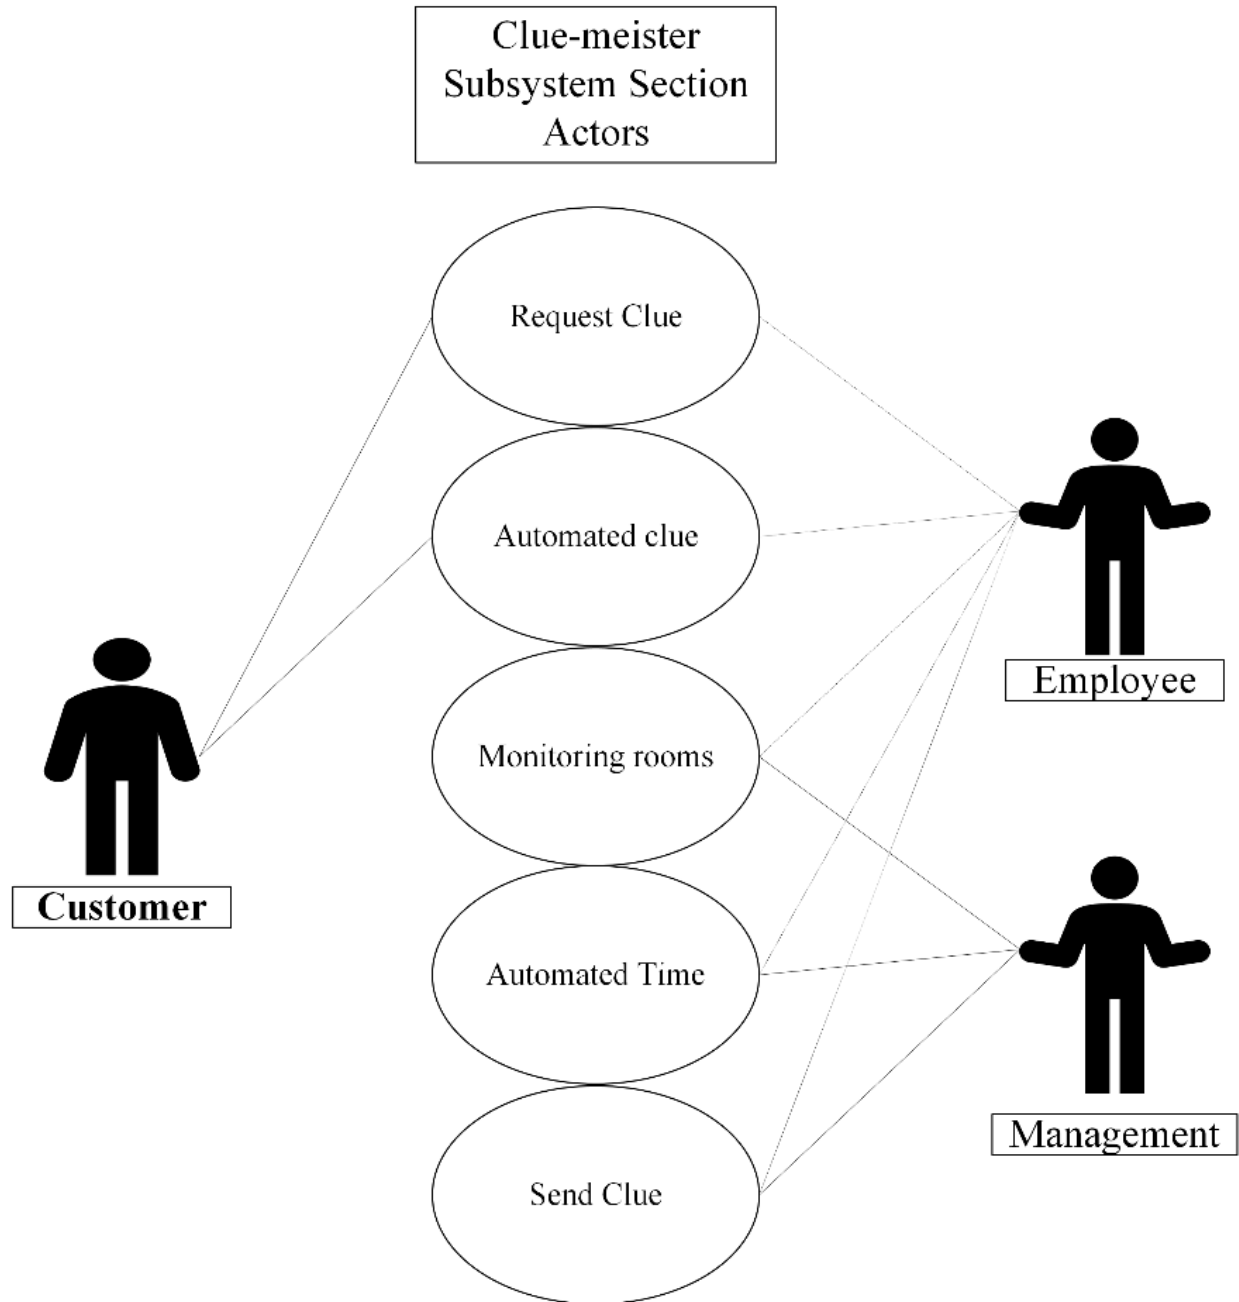 Clue-meister
Subsystem Section
Actors
Request Clue
Automated clue
Employee
Monitoring rooms
Customer
Automated Time
Management
Send Clue